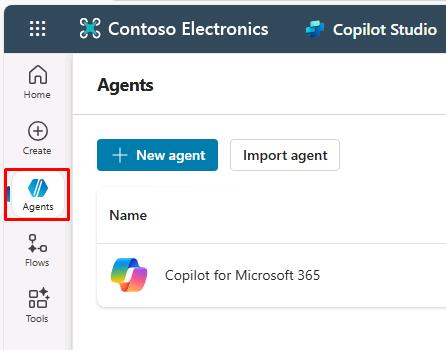 Contoso Electronics
Copilot Studio
Home
Create
Agents
Flows
Tools
Agents
New agent
Import agent
Name
Copilot for Microsoft 365